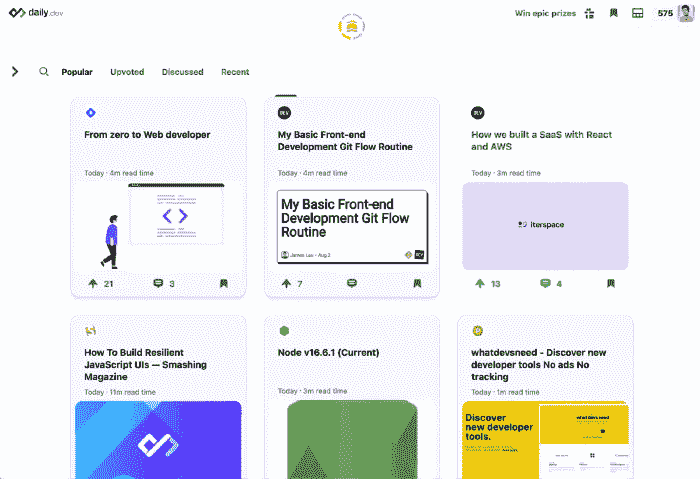 daily.dev
Win epic prizes
575
Popular
Upvoted
Discussed
Recent
From zero to Web developer
Today · 4m read time
21
3
DEV
My Basic Front-end
Development Git Flow Routine
Today · 4m read time
My Basic Front-end
Development Git Flow
Routine
James Lau - Aug 2
DEV
7
DEV
How we built a SaaS with React
and AWS
Today · 3m read time
iterspace
13
4
How To Build Resilient
JavaScript UIs — Smashing
Magazine
Today · 11m read time
Node v16.6.1 (Current)
Today · 3m read time
whatdevsneed - Discover new
developer tools No ads No
tracking
Today · 1m read time
Discover
new developer
tools.
what devs need